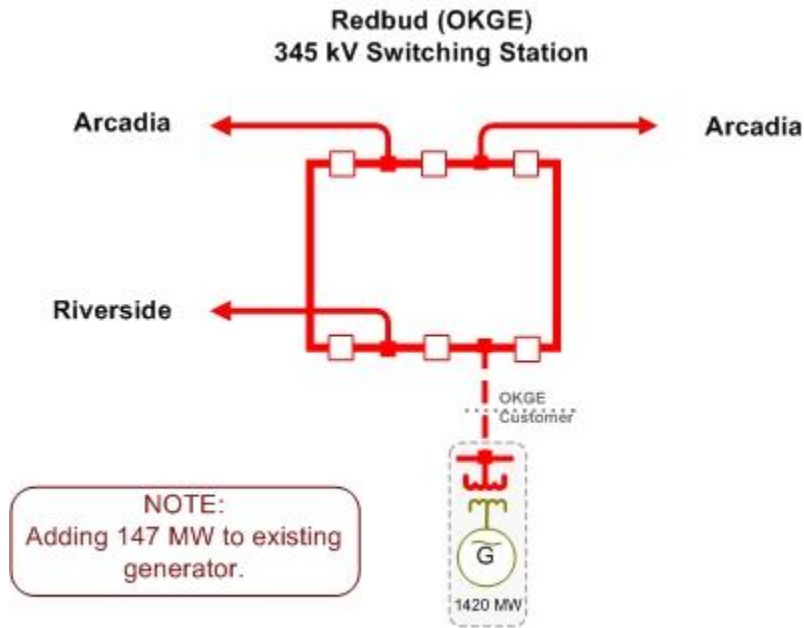 Redbud (OKGE)
345 kV Switching Station
Arcadia
Arcadia
Riverside
OKGE
Customer
G
1420 MW
NOTE:
Adding 147 MW to existing
generator.